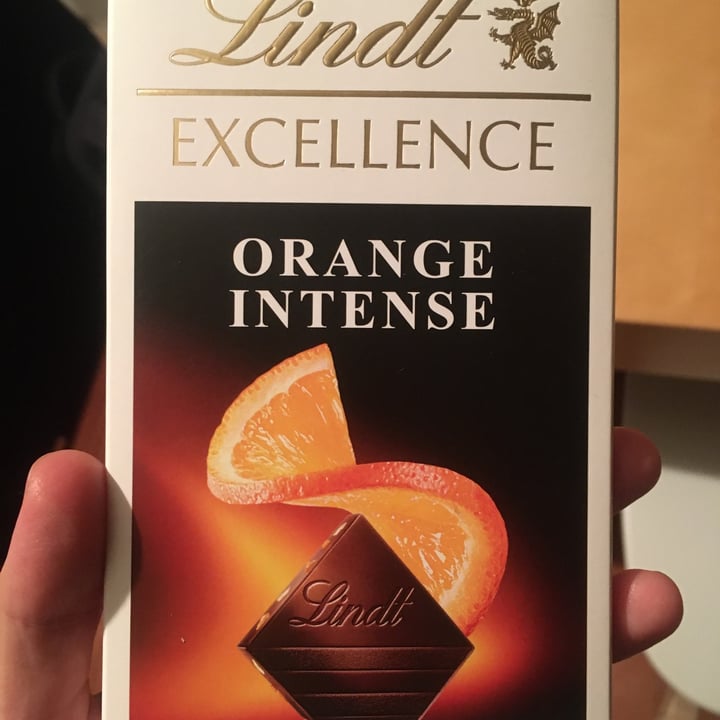 Lindt
EXCELLENCE
ORANGE
INTENSE
Lindt